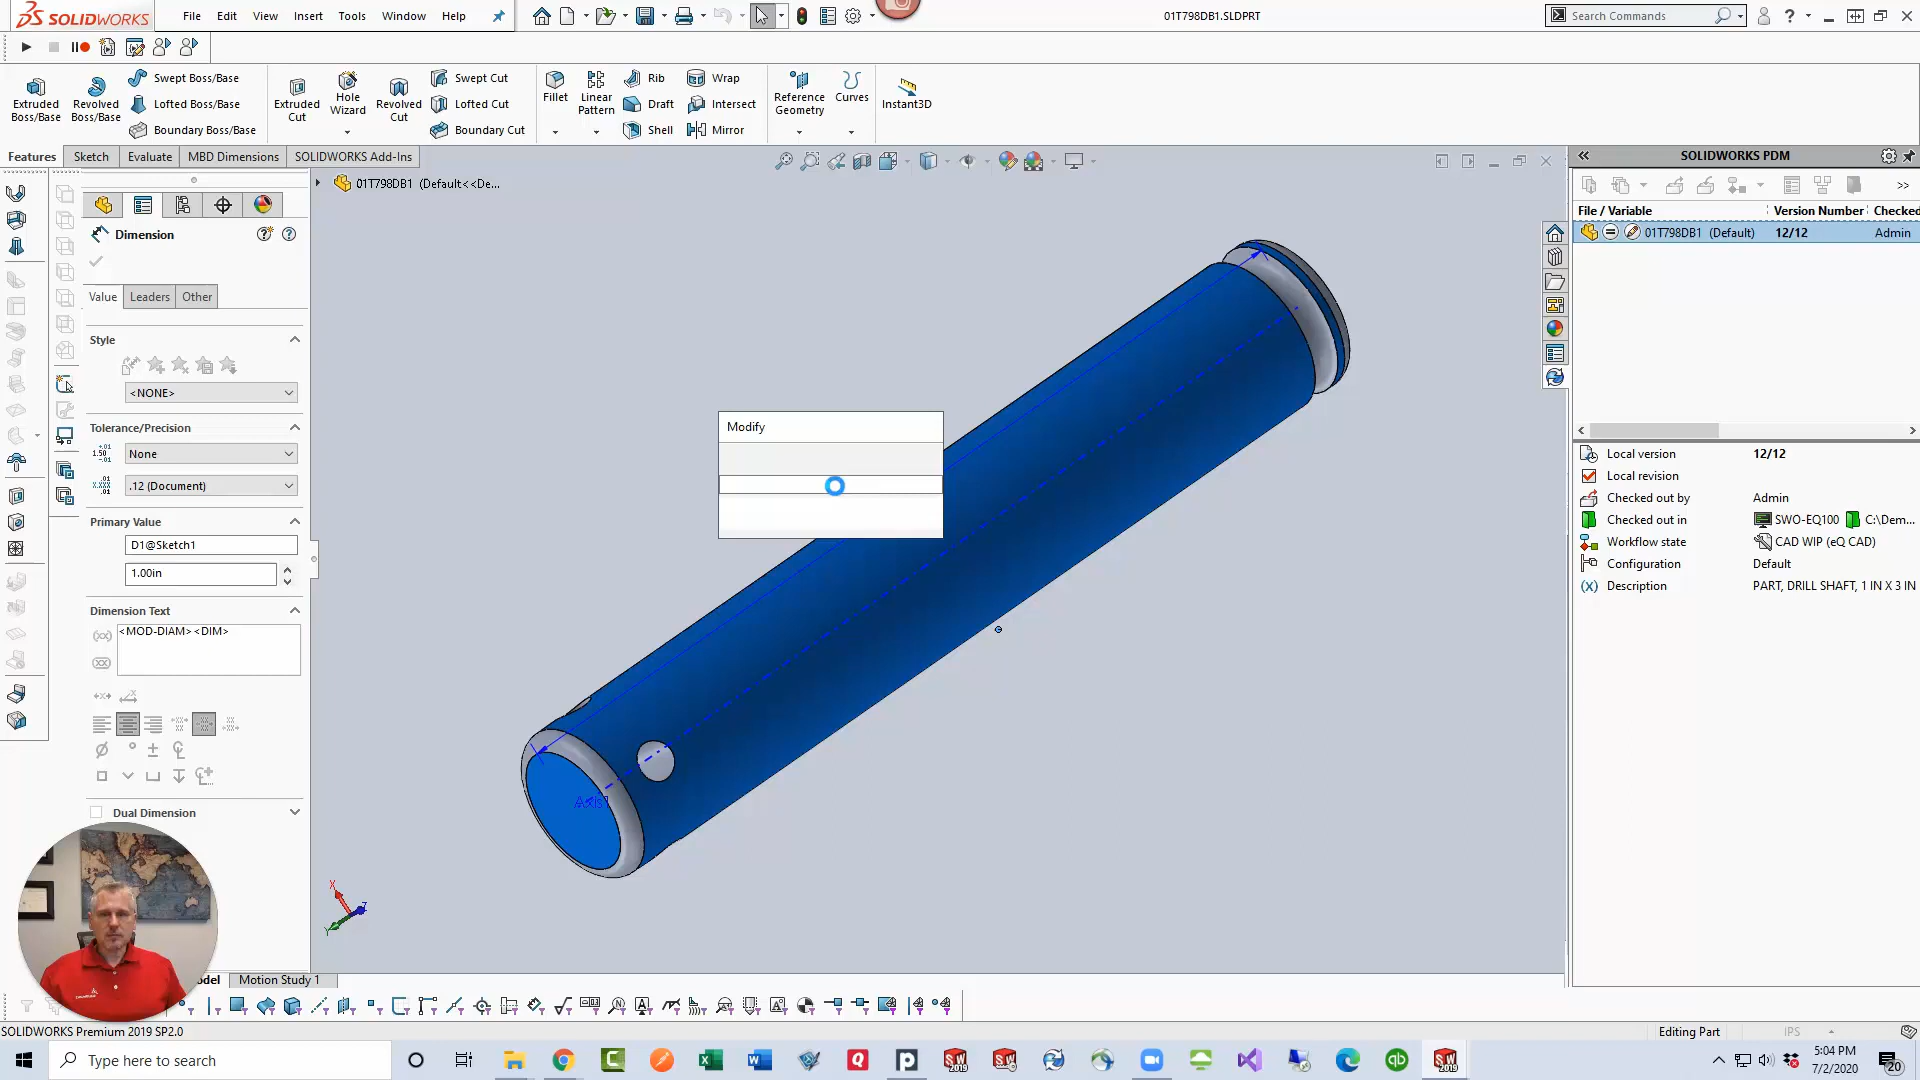 SOLIDWORKS File Edit View Insert Tools Window Help 01T798DB1.SLDPRT Search Commands ?
Extruded Boss/Base
Revolved Boss/Base
Swept Boss/Base
Lofted Boss/Base
Boundary Boss/Base
Extruded Cut
Hole Wizard
Revolved Cut
Swept Cut
Lofted Cut
Boundary Cut
Fillet
Linear Pattern
Rib
Draft
Shell
Wrap
Intersect
Mirror
Reference Geometry
Curves
Instant3D
Features Sketch Evaluate MBD Dimensions SOLIDWORKS Add-Ins
01T798DB1 (Default<<De...
Dimension
Value Leaders Other
Style
<NONE>
Tolerance/Precision
None
.12 (Document)
Primary Value
D1@Sketch1
1.00in
Dimension Text
<MOD-DIAM><DIM>
Dual Dimension
Modify
Axis1
X
Z
Y
SOLIDWORKS PDM
File / Variable Version Number Checked
01T798DB1 (Default) 12/12 Admin
Local version 12/12
Local revision
Checked out by Admin
Checked out in SWO-EQ100 C:\Dem...
Workflow state CAD WIP (eQ CAD)
Configuration Default
Description PART, DRILL SHAFT, 1 IN X 3 IN
odel Motion Study 1
SOLIDWORKS Premium 2019 SP2.0 Editing Part IPS
Type here to search
5:04 PM
7/2/2020
20